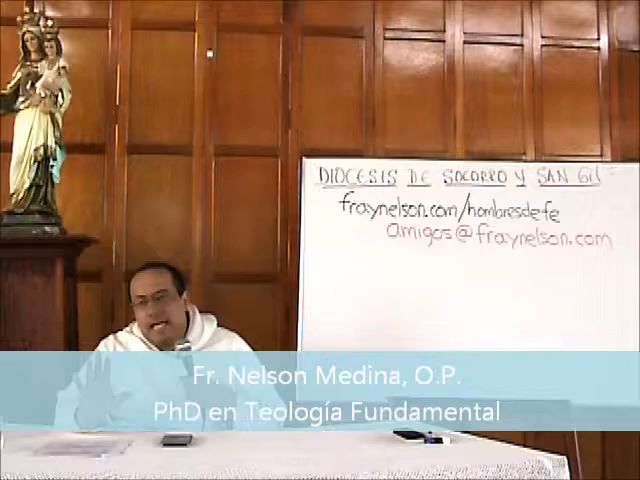 DIOCESIS DE SOCORRO Y SAN GIL
fraynelson.com/hombresdefe
amigos@fraynelson.com
Fr. Nelson Medina, O.P.
PhD en Teología Fundamental